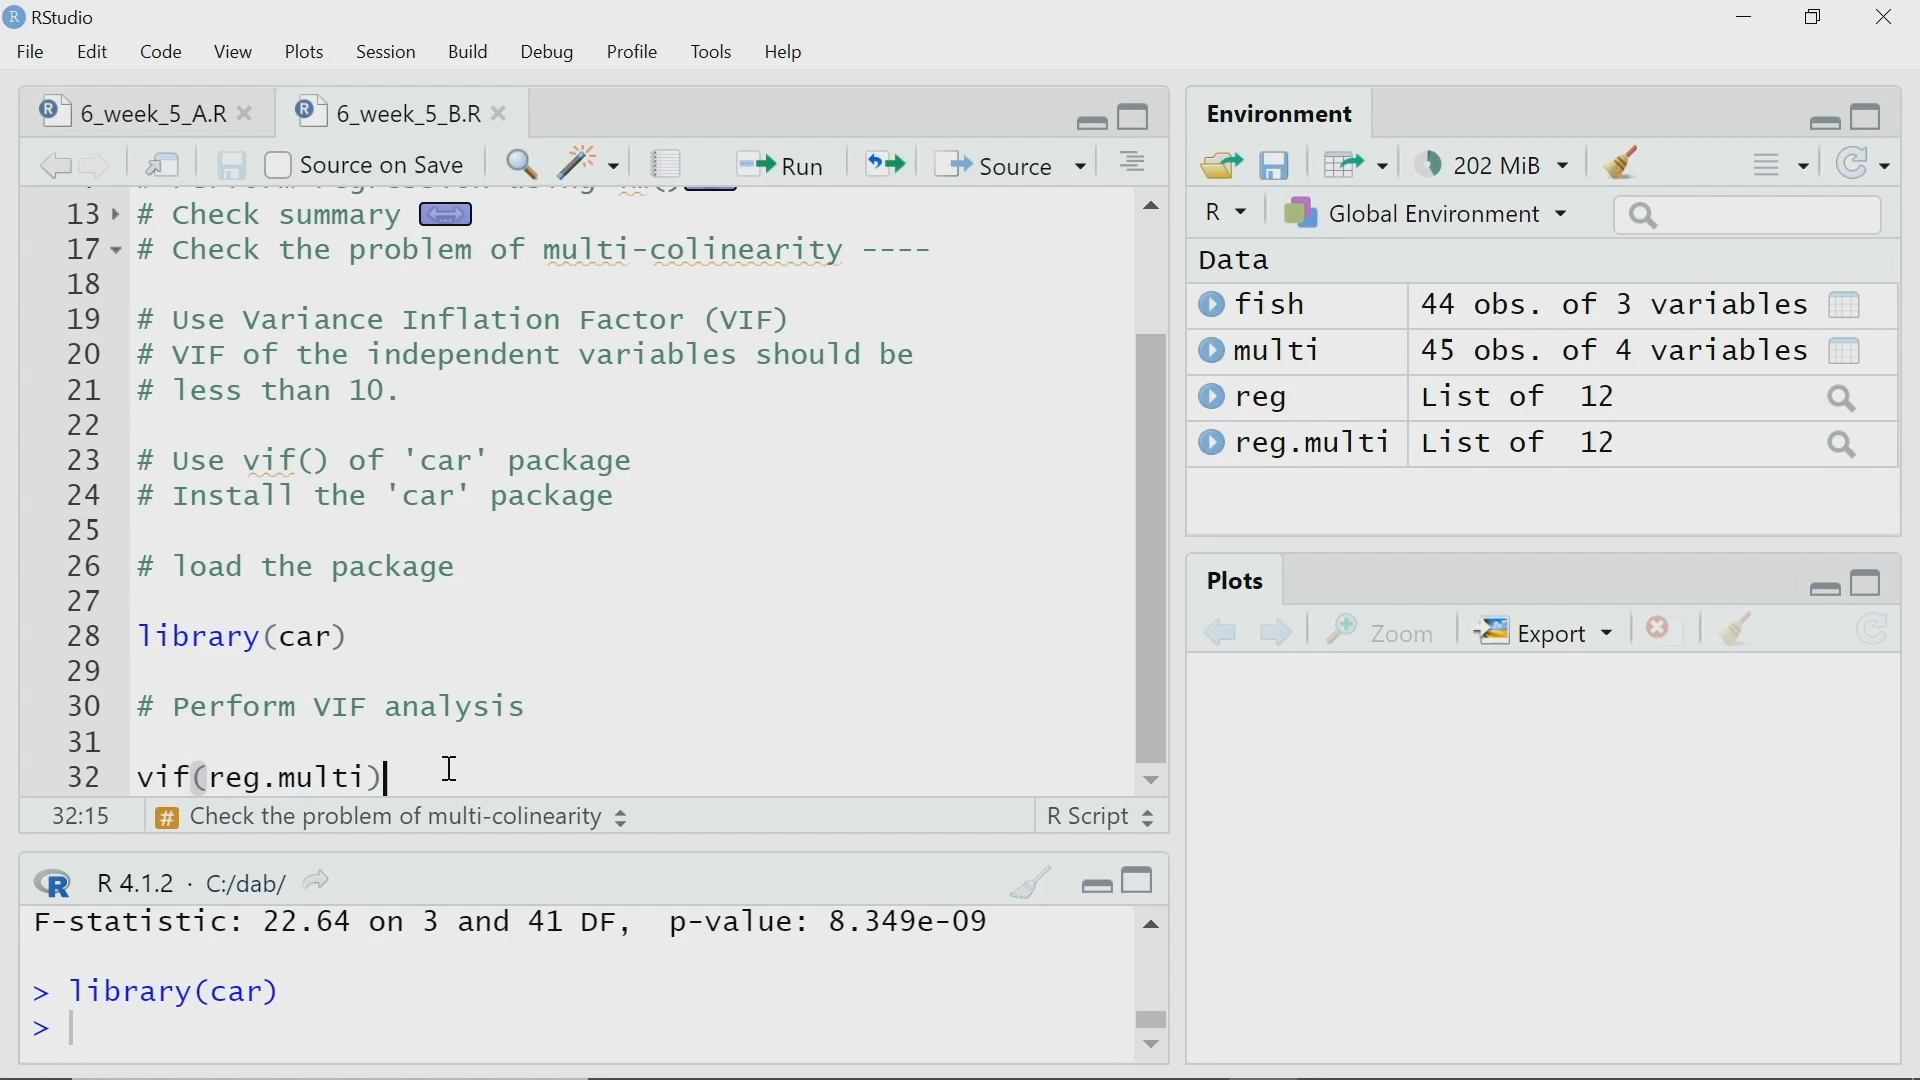 RStudio
File Edit Code View Plots Session Build Debug Profile Tools Help
6_week_5_A.R 6_week_5_B.R
Source on Save Run Source
13 # Check summary
17 # Check the problem of multi-colinearity ----
18
19 # Use Variance Inflation Factor (VIF)
20 # VIF of the independent variables should be
21 # less than 10.
22
23 # Use vif() of 'car' package
24 # Install the 'car' package
25
26 # load the package
27
28 library(car)
29
30 # Perform VIF analysis
31
32 vif(reg.multi)
32:15 # Check the problem of multi-colinearity R Script
R R 4.1.2 · C:/dab/
F-statistic: 22.64 on 3 and 41 DF, p-value: 8.349e-09
> library(car)
>
Environment
202 MiB
R Global Environment
Data
fish 44 obs. of 3 variables
multi 45 obs. of 4 variables
reg List of 12
reg.multi List of 12
Plots
Zoom Export